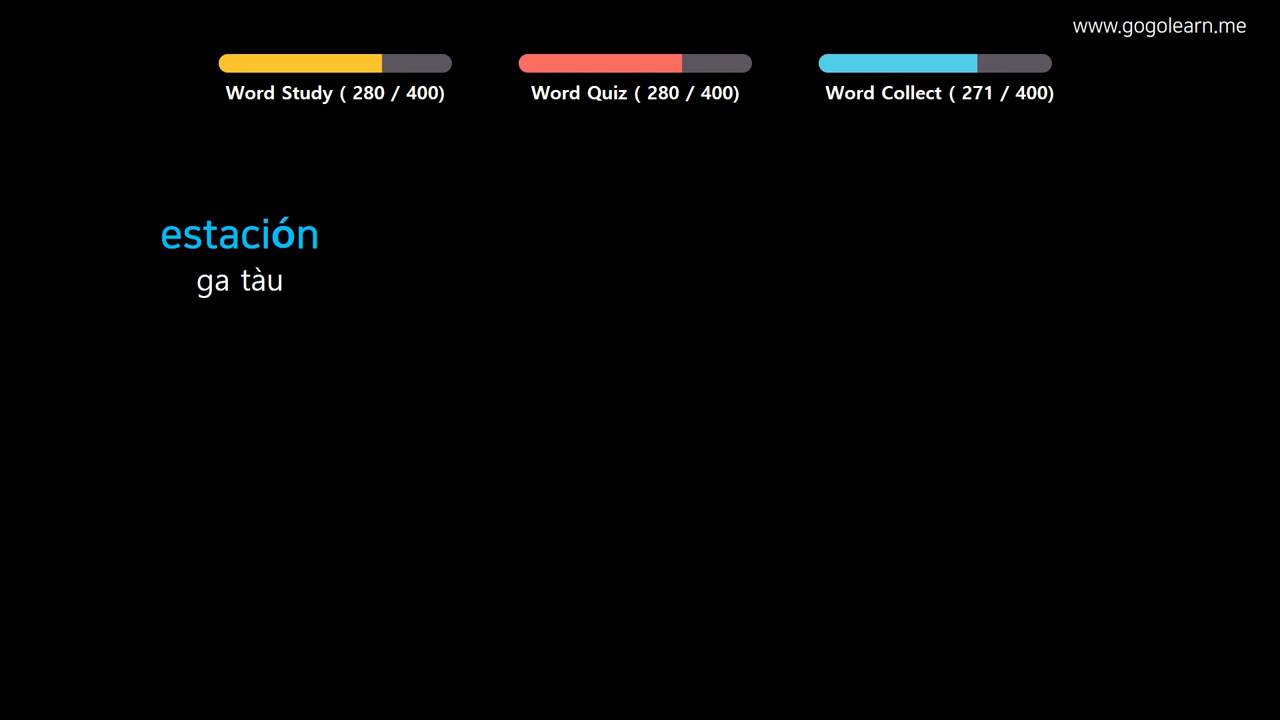 www.gogolearn.me
Word Study ( 280 / 400)
Word Quiz ( 280 / 400)
Word Collect ( 271 / 400)
estación
ga tàu